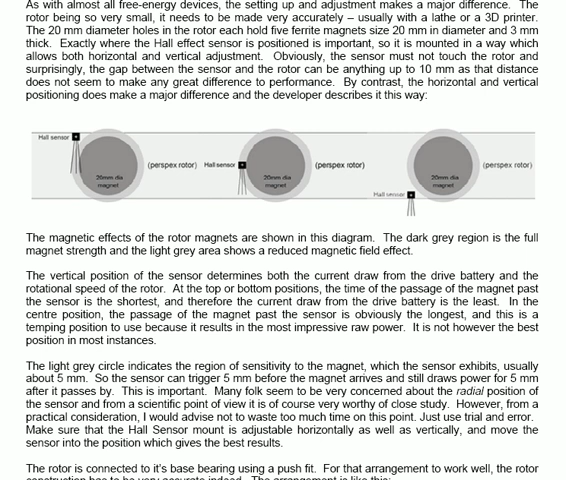 As with almost all free-energy devices, the setting up and adjustment makes a major difference. The
rotor being so very small, it needs to be made very accurately – usually with a lathe or a 3D printer.
The 20 mm diameter holes in the rotor each hold five ferrite magnets size 20 mm in diameter and 3 mm
thick. Exactly where the Hall effect sensor is positioned is important, so it is mounted in a way which
allows both horizontal and vertical adjustment. Obviously, the sensor must not touch the rotor and
surprisingly, the gap between the sensor and the rotor can be anything up to 10 mm as that distance
does not seem to make any great difference to performance. By contrast, the horizontal and vertical
positioning does make a major difference and the developer describes it this way:
Hall sensor
20mm dia
magnet
(perspex rotor)
Hall sensor
20mm dia
magnet
(perspex rotor)
Hall sensor
20mm dia
magnet
(perspex rotor)
The magnetic effects of the rotor magnets are shown in this diagram. The dark grey region is the full
magnet strength and the light grey area shows a reduced magnetic field effect.
The vertical position of the sensor determines both the current draw from the drive battery and the
rotational speed of the rotor. At the top or bottom positions, the time of the passage of the magnet past
the sensor is the shortest, and therefore the current draw from the drive battery is the least. In the
centre position, the passage of the magnet past the sensor is obviously the longest, and this is a
temping position to use because it results in the most impressive raw power. It is not however the best
position in most instances.
The light grey circle indicates the region of sensitivity to the magnet, which the sensor exhibits, usually
about 5 mm. So the sensor can trigger 5 mm before the magnet arrives and still draws power for 5 mm
after it passes by. This is important. Many folk seem to be very concerned about the radial position of
the sensor and from a scientific point of view it is of course very worthy of close study. However, from a
practical consideration, I would advise not to waste too much time on this point. Just use trial and error.
Make sure that the Hall Sensor mount is adjustable horizontally as well as vertically, and move the
sensor into the position which gives the best results.
The rotor is connected to it's base bearing using a push fit. For that arrangement to work well, the rotor
construction has to be very accurate indeed. The arrangement is like this: